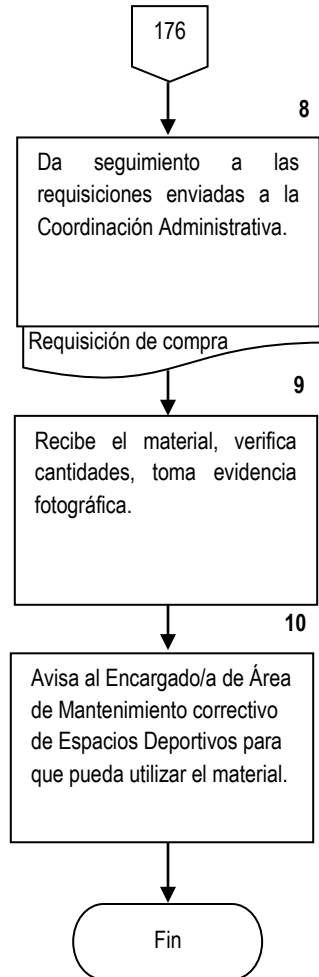 176
8
Da seguimiento a las
requisiciones enviadas a la
Coordinación Administrativa.
Requisición de compra
9
Recibe el material, verifica
cantidades, toma evidencia
fotográfica.
10
Avisa al Encargado/a de Área
de Mantenimiento correctivo
de Espacios Deportivos para
que pueda utilizar el material.
Fin